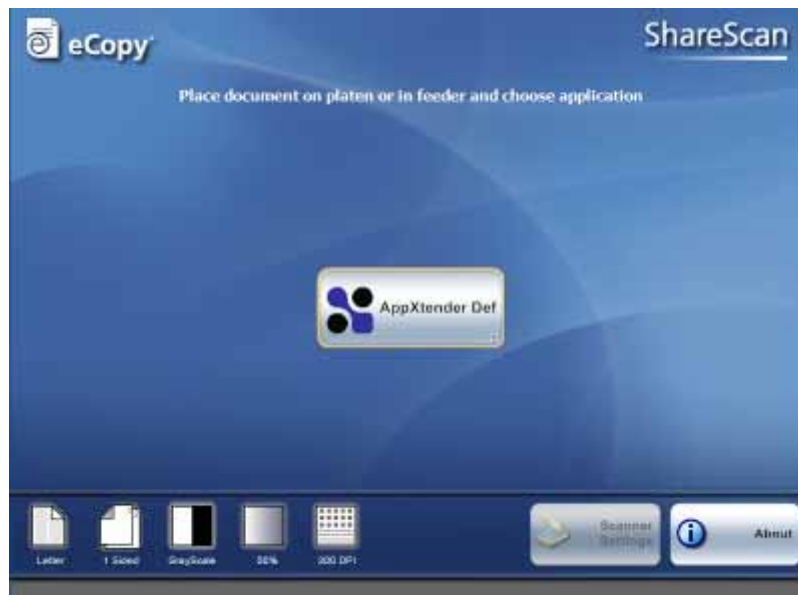 eCopy
ShareScan
Place document on platen or in feeder and choose application
AppXtender Def
Letter
1 Sided
GrayScale
50%
300 DPI
Scanner
Settings
About